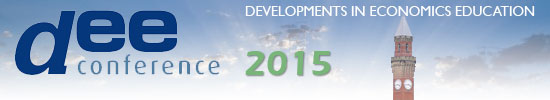 DEVELOPMENTS IN ECONOMICS EDUCATION
dee
conference 2015